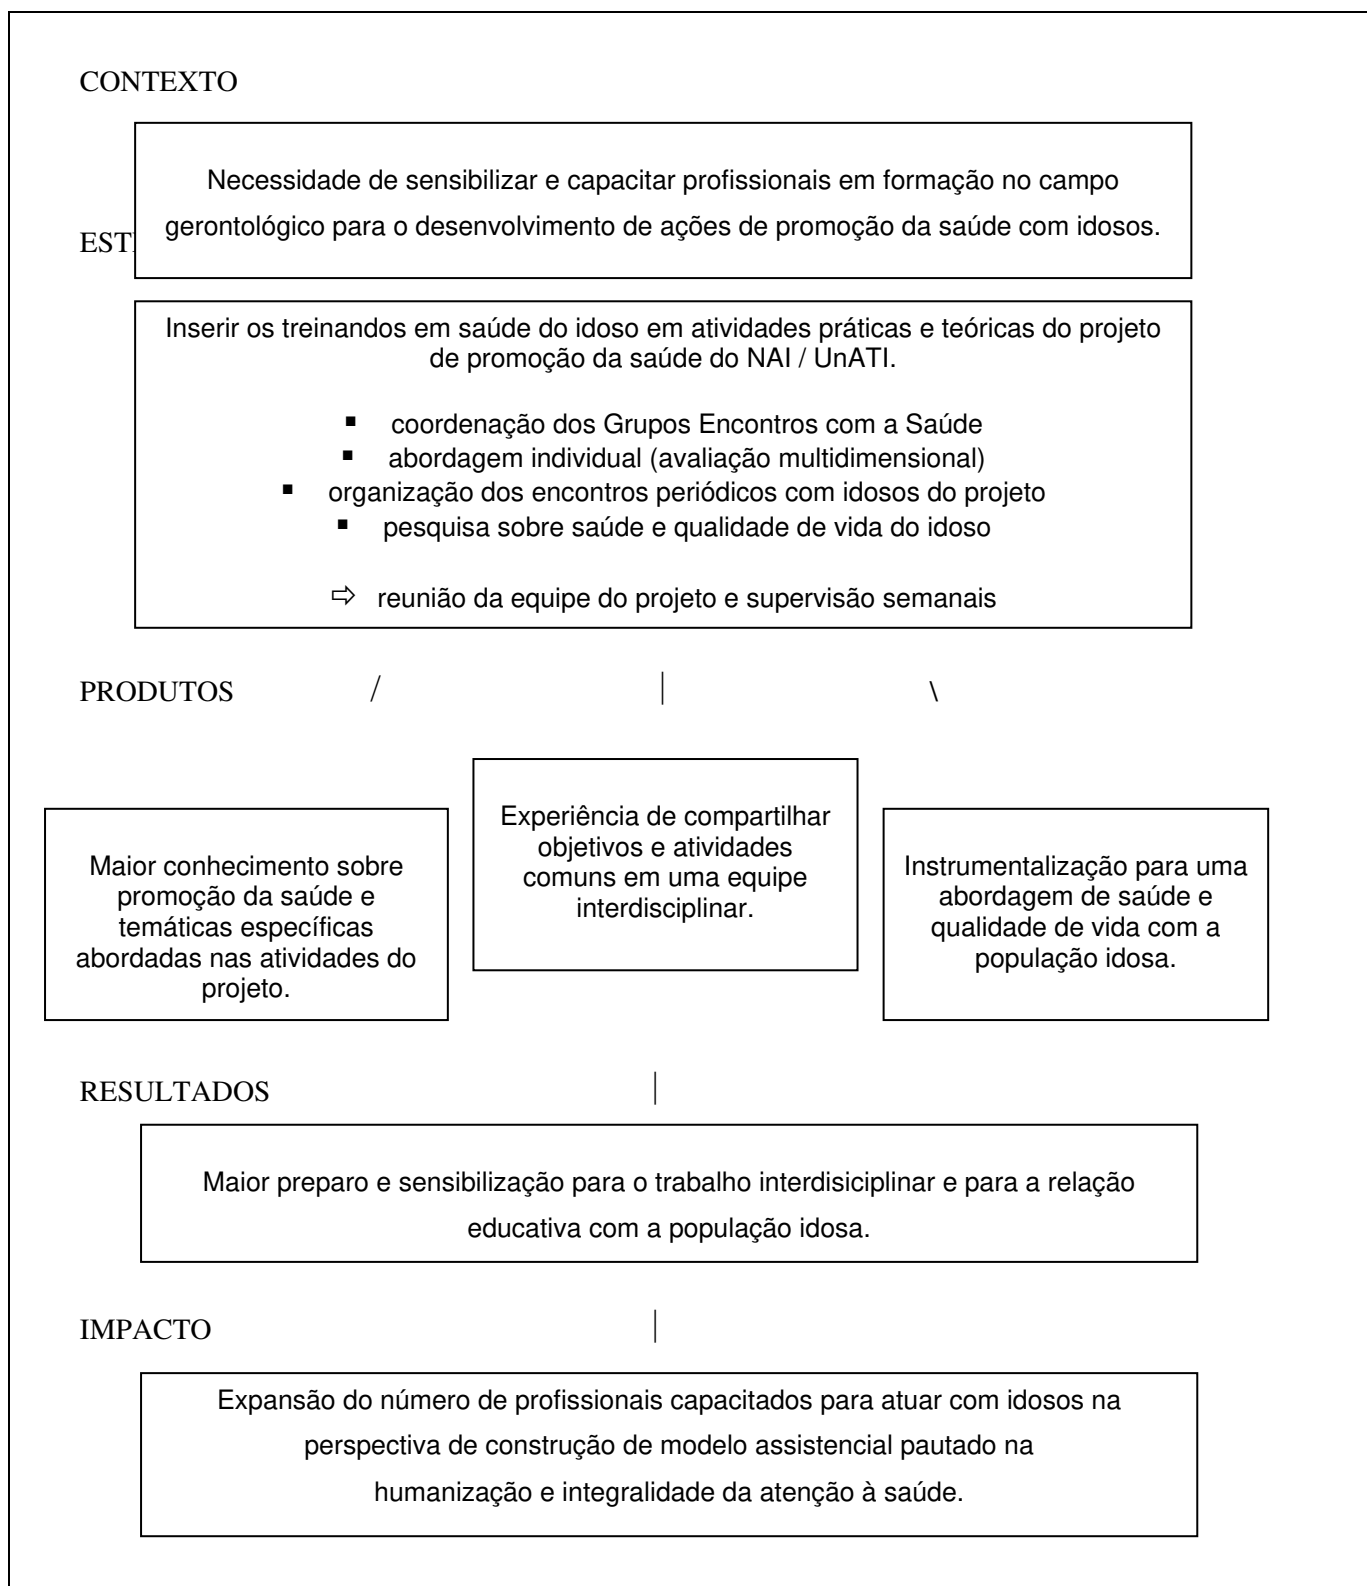 CONTEXTO
Necessidade de sensibilizar e capacitar profissionais em formação no campo
gerontológico para o desenvolvimento de ações de promoção da saúde com idosos.
Inserir os treinandos em saúde do idoso em atividades práticas e teóricas do projeto
de promoção da saúde do NAI / UnATI.
▪ coordenação dos Grupos Encontros com a Saúde
▪ abordagem individual (avaliação multidimensional)
▪ organização dos encontros periódicos com idosos do projeto
▪ pesquisa sobre saúde e qualidade de vida do idoso
⇨ reunião da equipe do projeto e supervisão semanais
PRODUTOS / | \
Maior conhecimento sobre
promoção da saúde e
temáticas específicas
abordadas nas atividades do
projeto.
Experiência de compartilhar
objetivos e atividades
comuns em uma equipe
interdisciplinar.
Instrumentalização para uma
abordagem de saúde e
qualidade de vida com a
população idosa.
RESULTADOS |
Maior preparo e sensibilização para o trabalho interdisiciplinar e para a relação
educativa com a população idosa.
IMPACTO |
Expansão do número de profissionais capacitados para atuar com idosos na
perspectiva de construção de modelo assistencial pautado na
humanização e integralidade da atenção à saúde.